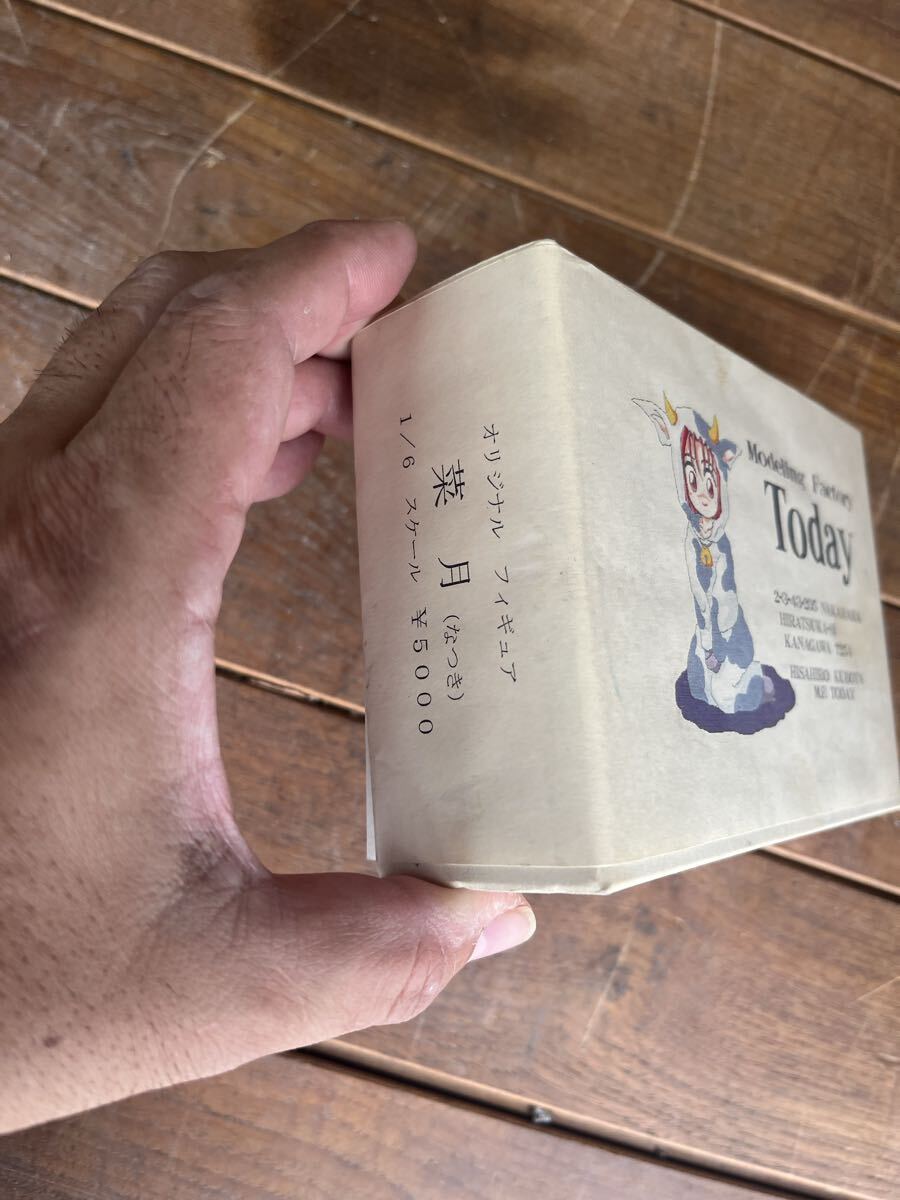 オリジナル フィギュア
菜月 (なつき)
1/6 スケール ¥5000
Modeling Factory
Today
HIRATSUKA
KANAGAWA
HISAHIRO
M.F. TODAY